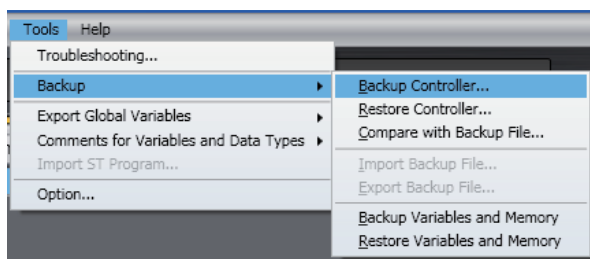 Tools Help
Troubleshooting...
Backup
Export Global Variables
Comments for Variables and Data Types
Import ST Program...
Option...
Backup Controller...
Restore Controller...
Compare with Backup File...
Import Backup File...
Export Backup File...
Backup Variables and Memory
Restore Variables and Memory